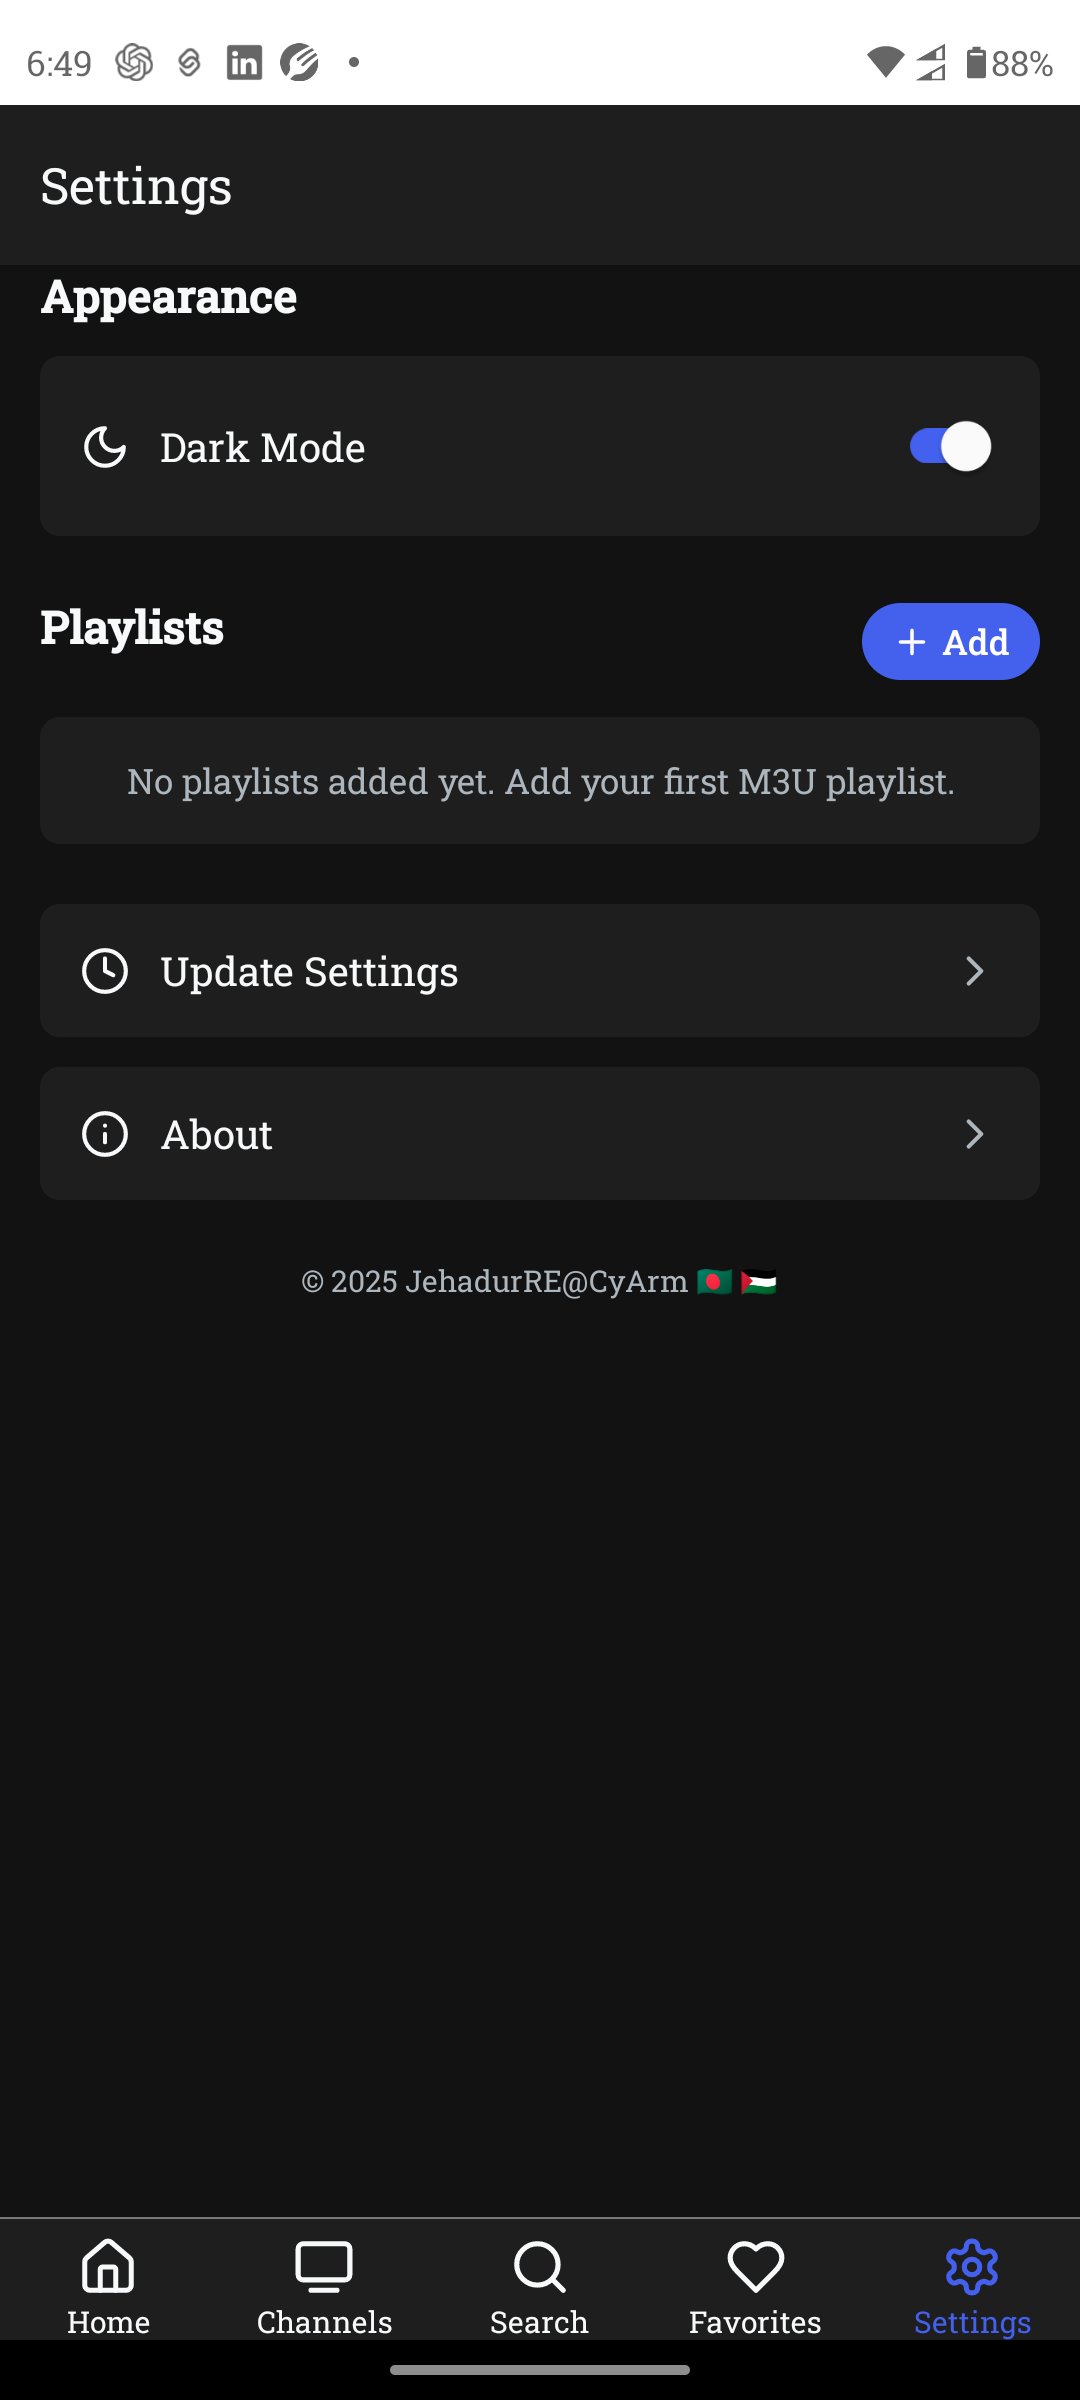 6:49
88%
Settings
Appearance
Dark Mode
Playlists
Add
No playlists added yet. Add your first M3U playlist.
Update Settings
About
© 2025 JehadurRE@CyArm 🇧🇩 🇵🇸
Home
Channels
Search
Favorites
Settings